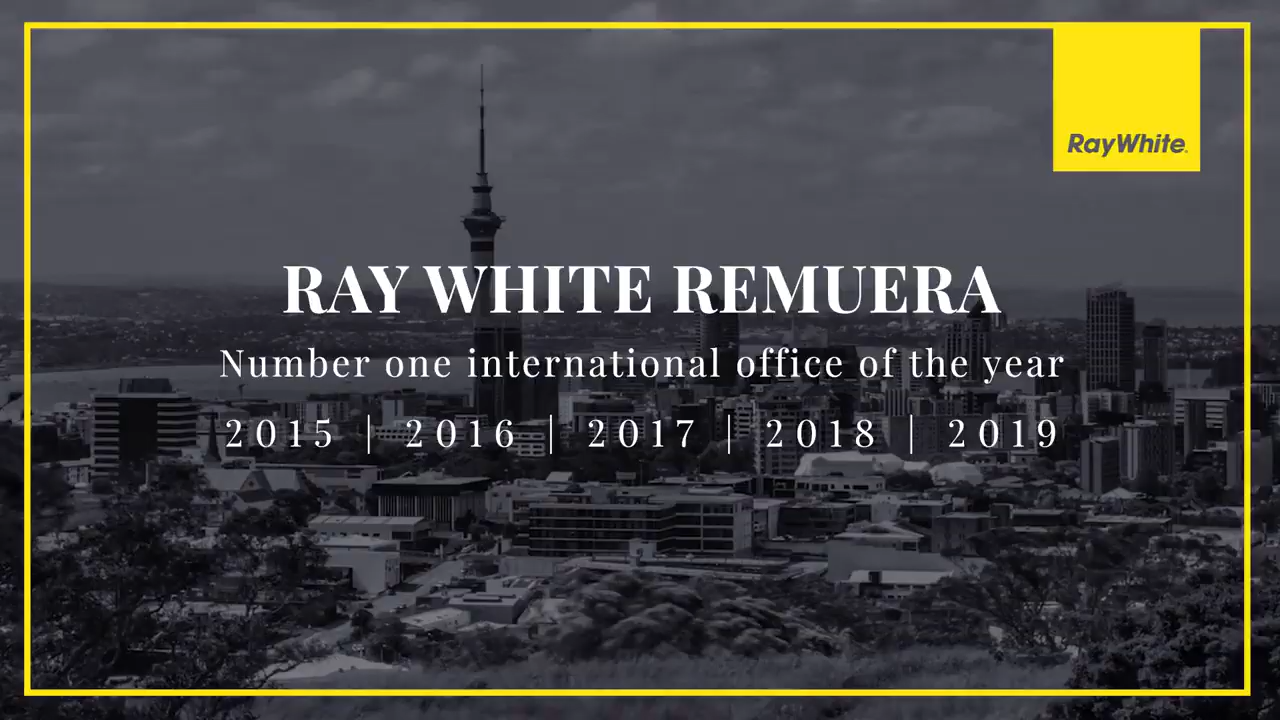 RayWhite.
RAY WHITE REMUERA
Number one international office of the year
2015 | 2016 | 2017 | 2018 | 2019